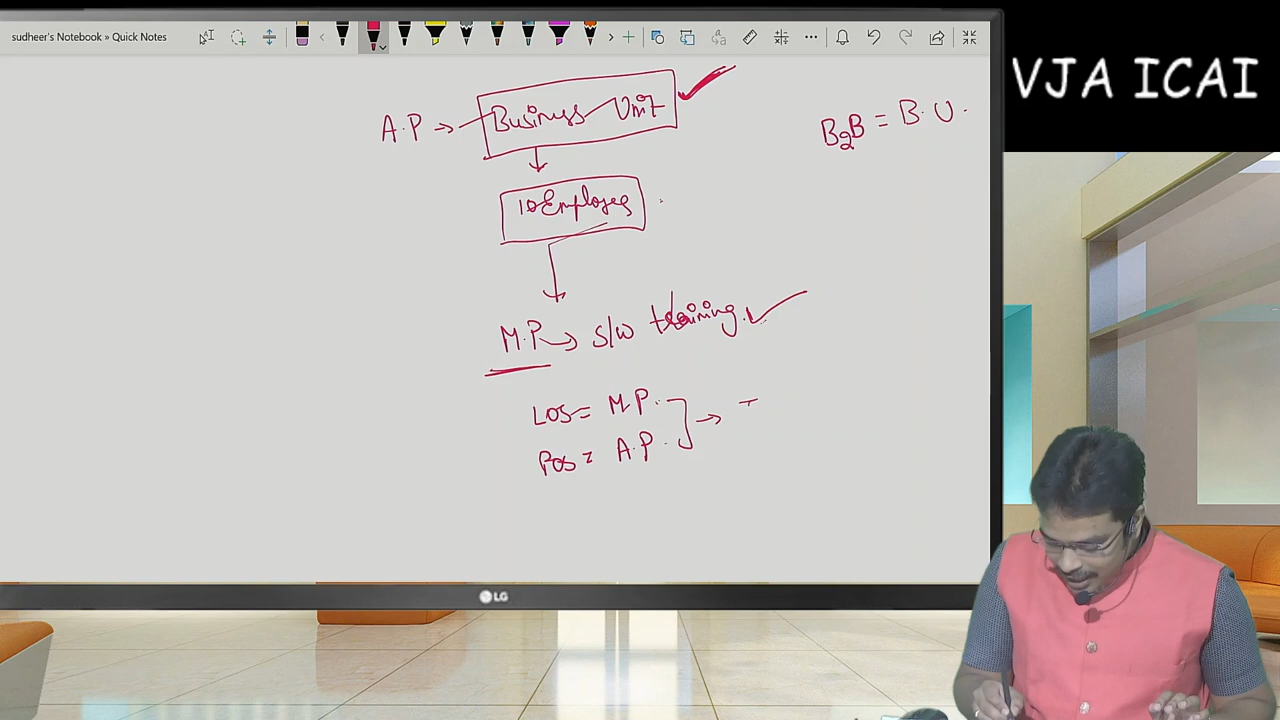 VJA ICAI
sudheer's Notebook » Quick Notes
A.P → Business Unit
B2B = B.U.
10 Employees
M.P → S/W training.
LOS = M.P.
POS = A.P.
LG